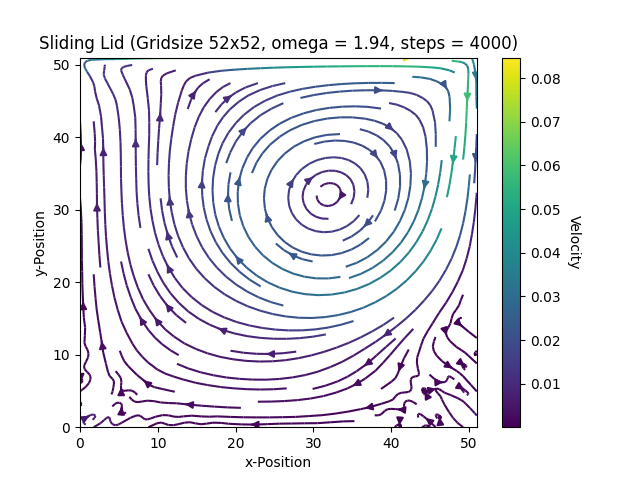 Sliding Lid (Gridsize 52x52, omega = 1.94, steps = 4000)
50
40
30
20
10
0
y-Position
0 10 20 30 40 50
x-Position
0.08
0.07
0.06
0.05
0.04
0.03
0.02
0.01
Velocity